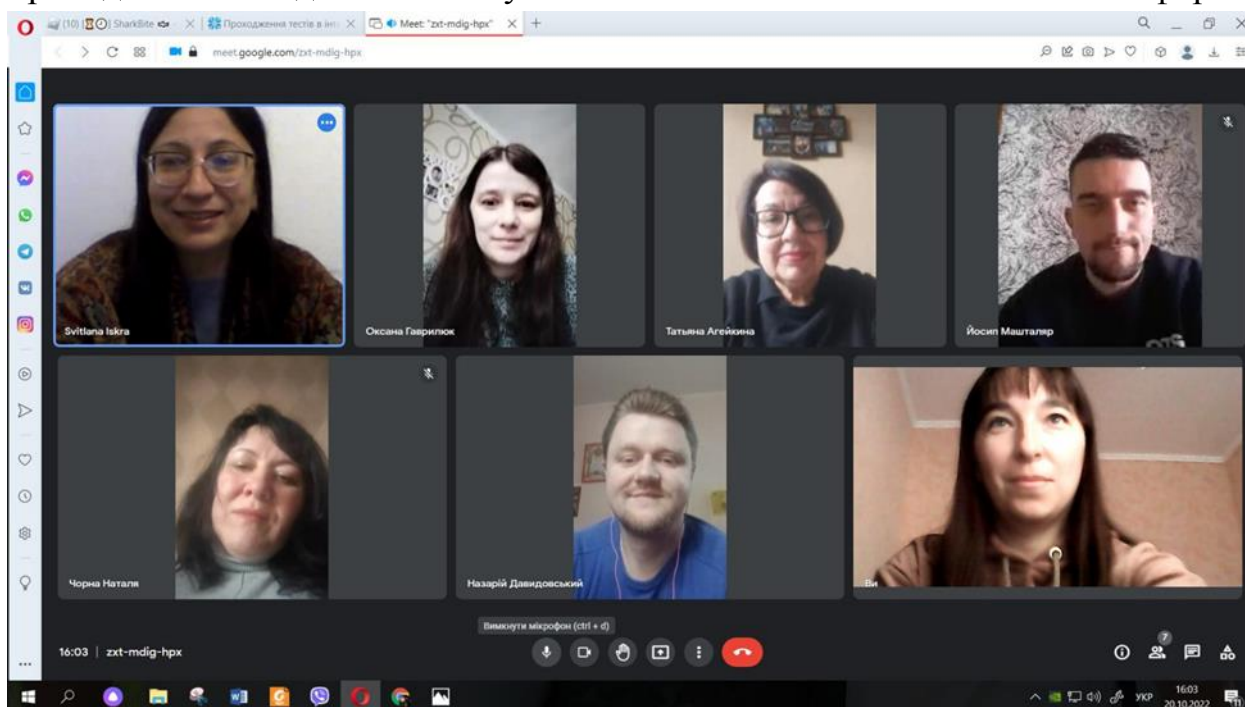 (10) [⏳🕗] SharkBite
Проходження тестів в інт
Meet: "zxt-mdig-hpx"
meet.google.com/zxt-mdig-hpx
Svitlana Iskra
Оксана Гаврилюк
Татьяна Агейкина
Йосип Машталяр
Чорна Наталя
Назарій Давидовський
Ви
Вимкнути мікрофон (ctrl + d)
16:03 | zxt-mdig-hpx
7
УКР
16:03
20.10.2022